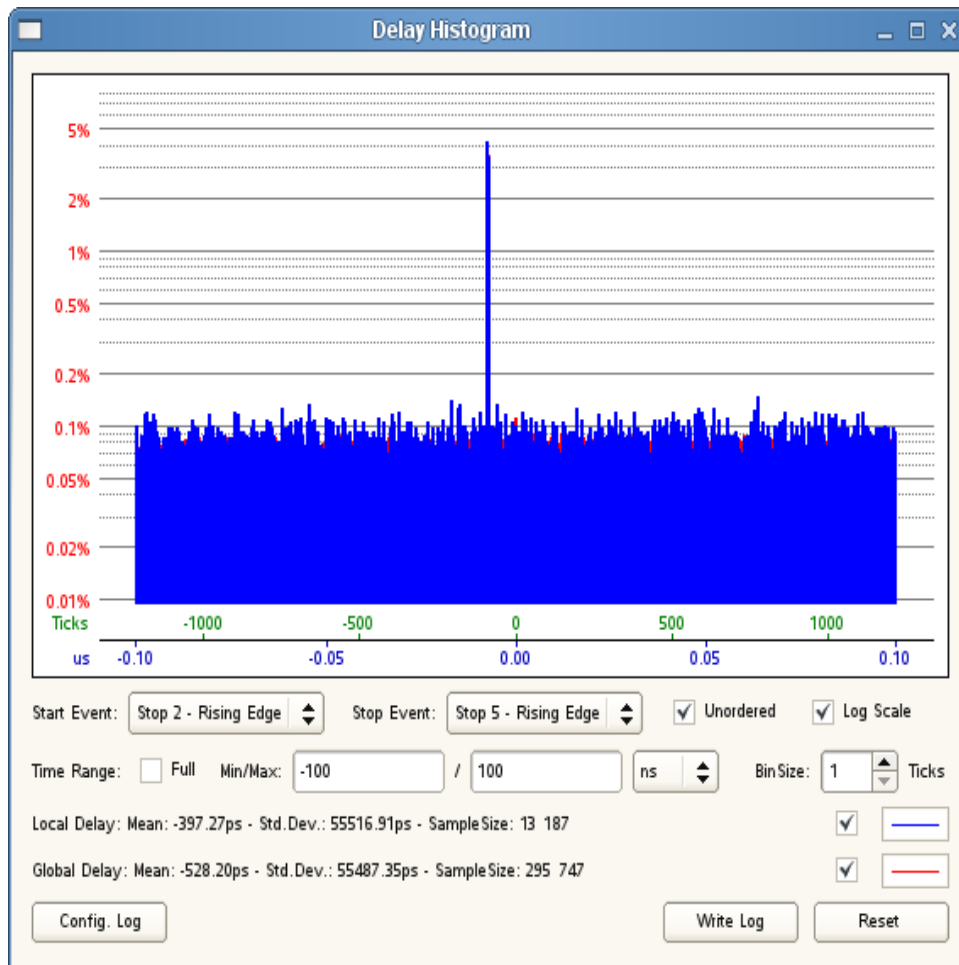 Delay Histogram
5%
2%
1%
0.5%
0.2%
0.1%
0.05%
0.02%
0.01%
Ticks -1000 -500 0 500 1000
us -0.10 -0.05 0.00 0.05 0.10
Start Event: Stop 2 - Rising Edge Stop Event: Stop 5 - Rising Edge Unordered Log Scale
Time Range: Full Min/Max: -100 / 100 ns Bin Size: 1 Ticks
Local Delay: Mean: -397.27ps - Std.Dev.: 55516.91ps - Sample Size: 13 187
Global Delay: Mean: -528.20ps - Std.Dev.: 55487.35ps - Sample Size: 295 747
Config. Log Write Log Reset